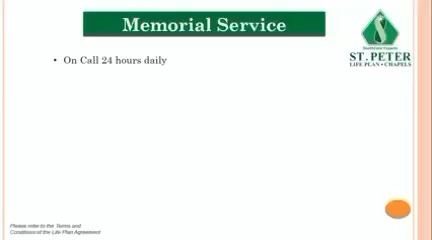 Memorial Service
• On Call 24 hours daily
ST. PETER
LIFE PLAN • CHAPELS
Please refer to the Terms and
Conditions of the Life Plan Agreement